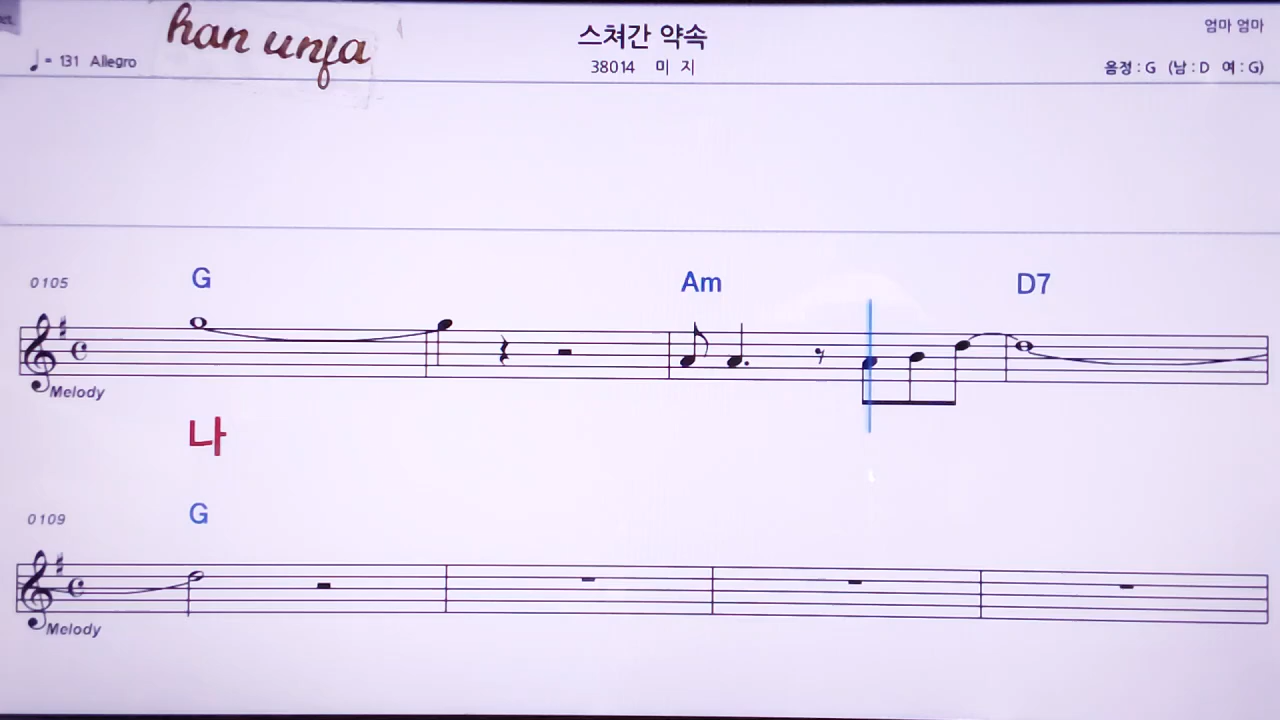 han unja
스쳐간 약속
엄마 엄마
♩= 131 Allegro
38014 미 지
음정 : G (남 : D 여 : G)
0105
G Am D7
Melody
나
0109
G
Melody